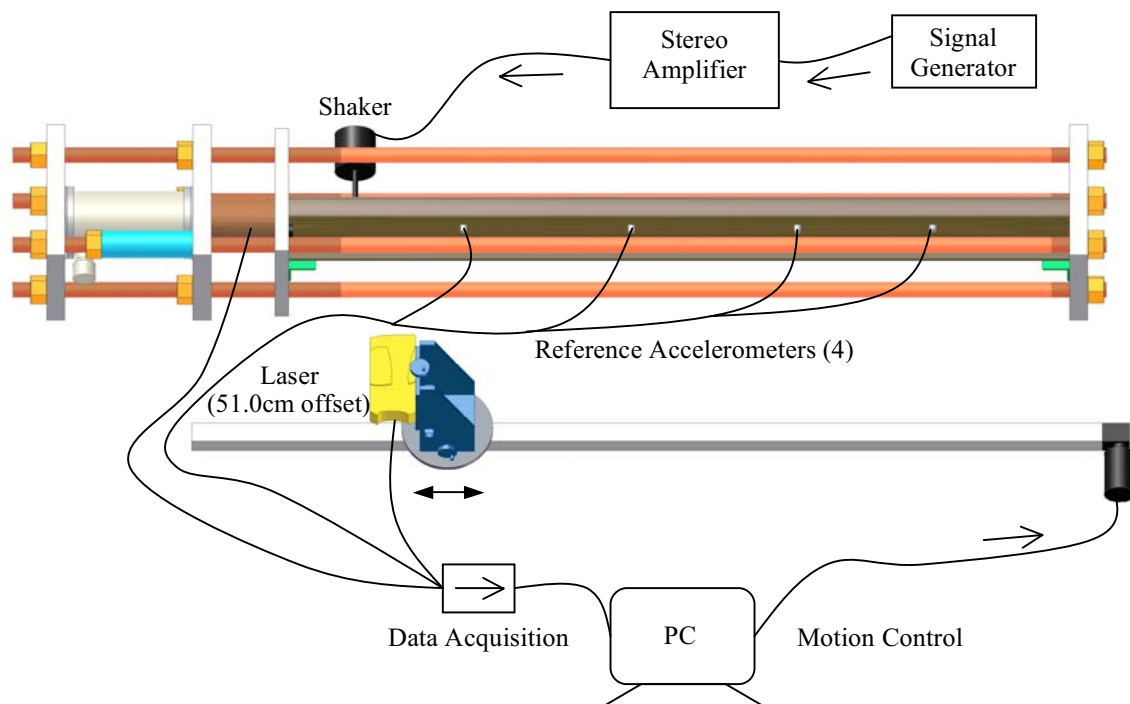 Stereo
Amplifier
Signal
Generator
Shaker
Reference Accelerometers (4)
Laser
(51.0cm offset)
Data Acquisition
PC
Motion Control